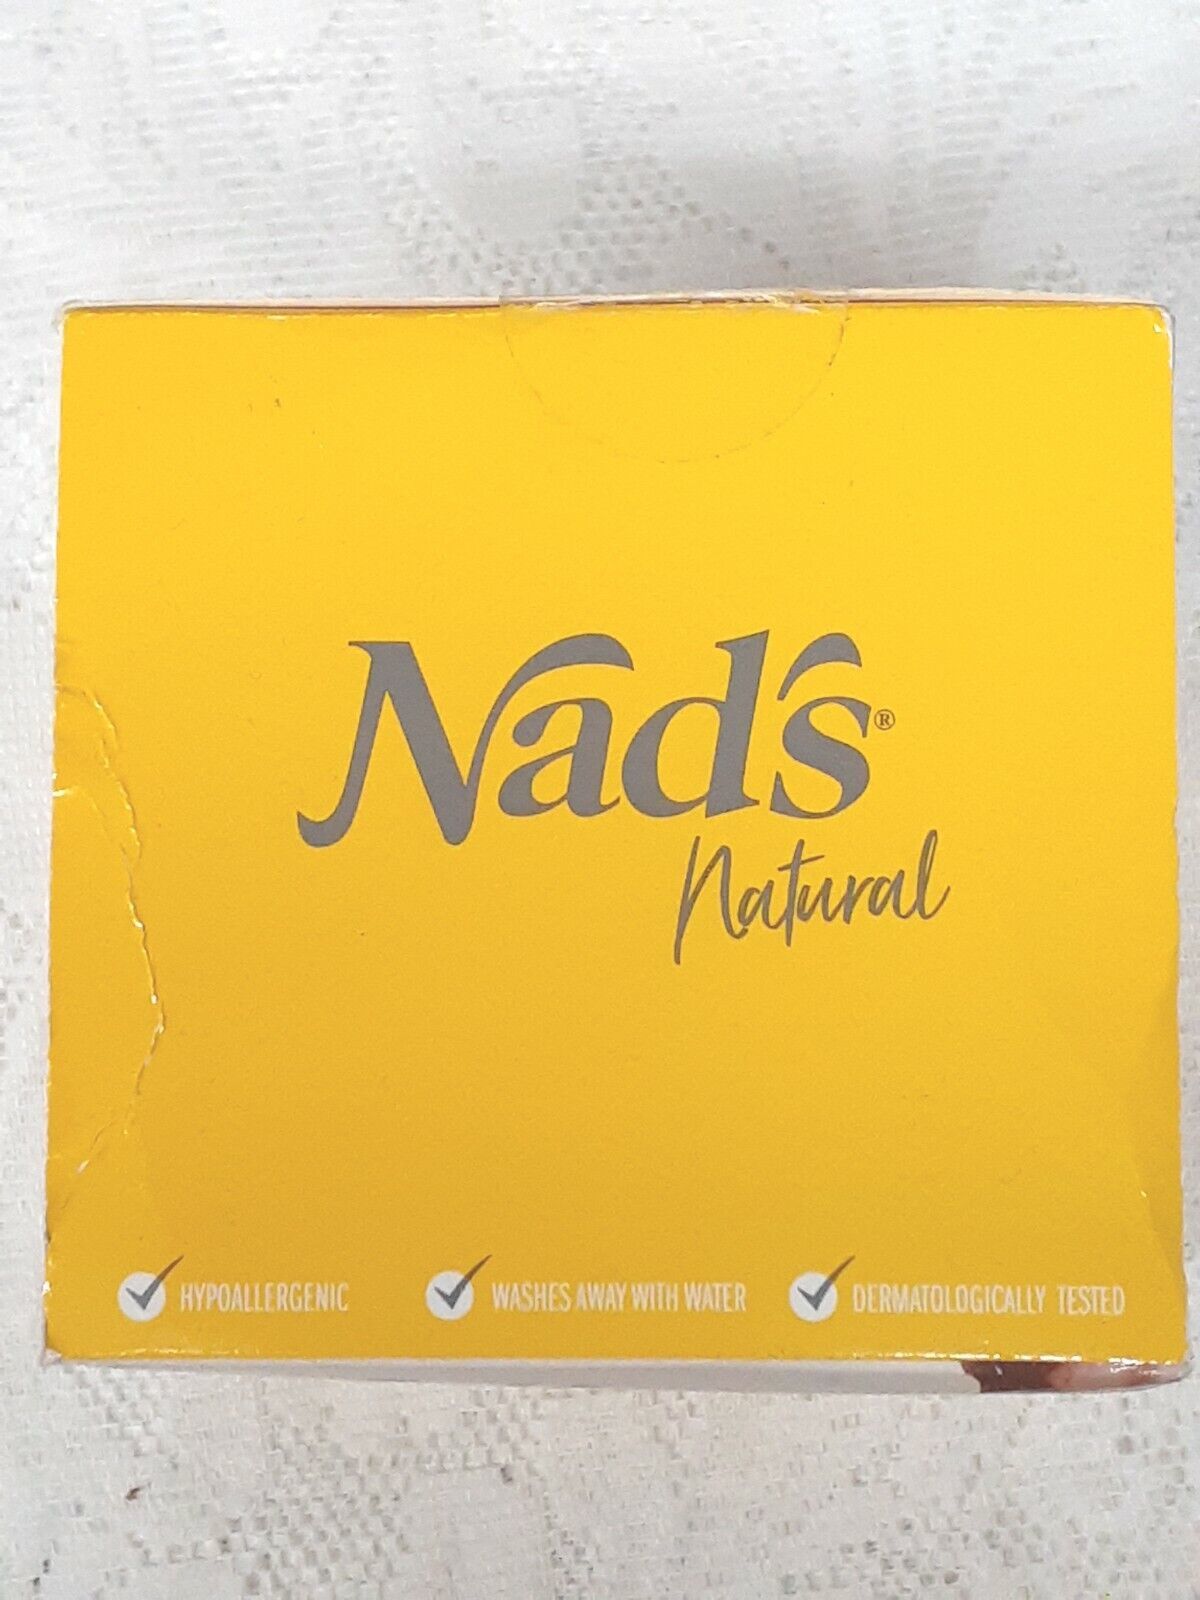 Nad's®
Natural
HYPOALLERGENIC
WASHES AWAY WITH WATER
DERMATOLOGICALLY TESTED